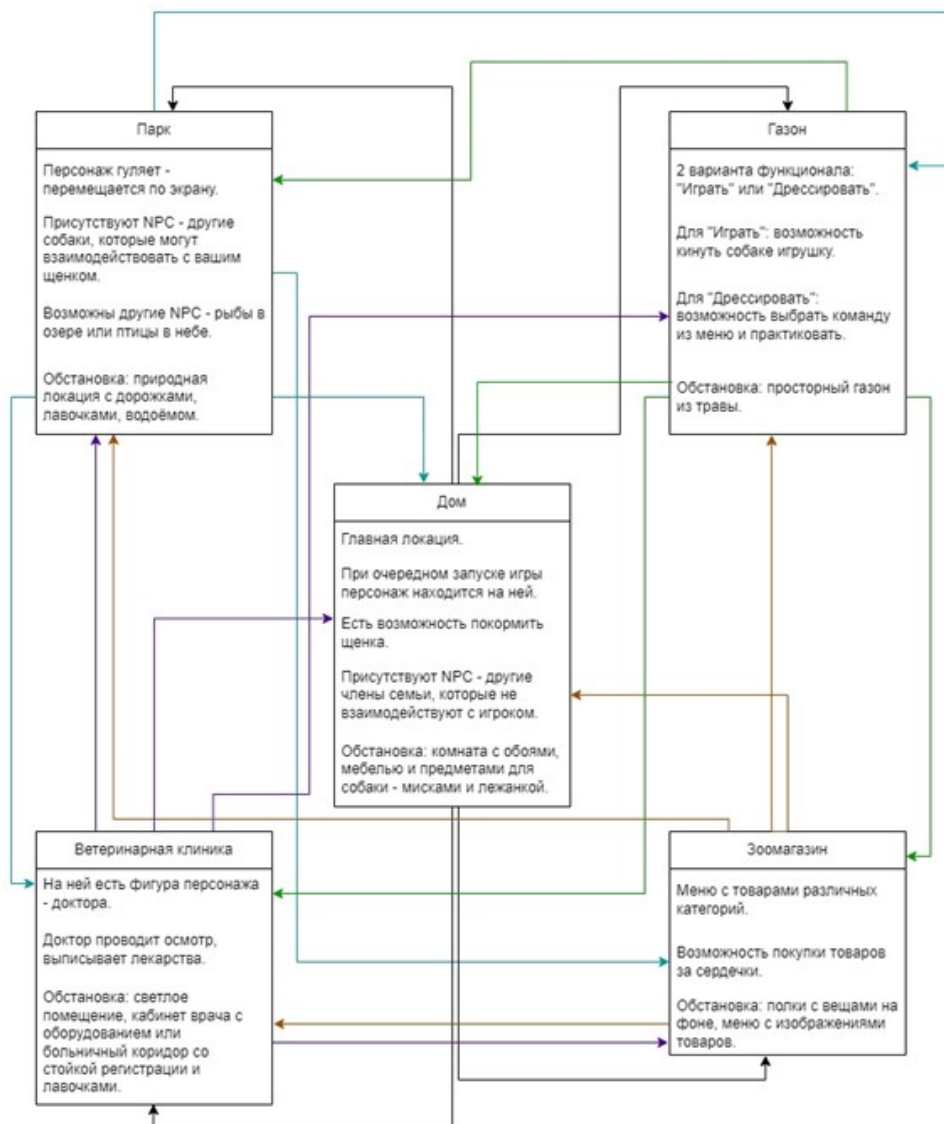 Парк
Персонаж гуляет -
перемещается по экрану.
Присутствуют NPC - другие
собаки, которые могут
взаимодействовать с вашим
щенком.
Возможны другие NPC - рыбы в
озере или птицы в небе.
Обстановка: природная
локация с дорожками,
лавочками, водоёмом.
Газон
2 варианта функционала:
"Играть" или "Дрессировать".
Для "Играть": возможность
кинуть собаке игрушку.
Для "Дрессировать":
возможность выбрать команду
из меню и практиковать.
Обстановка: просторный газон
из травы.
Дом
Главная локация.
При очередном запуске игры
персонаж находится на ней.
Есть возможность покормить
щенка.
Присутствуют NPC - другие
члены семьи, которые не
взаимодействуют с игроком.
Обстановка: комната с обоями,
мебелью и предметами для
собаки - мисками и лежанкой.
Ветеринарная клиника
На ней есть фигура персонажа
- доктора.
Доктор проводит осмотр,
выписывает лекарства.
Обстановка: светлое
помещение, кабинет врача с
оборудованием или
больничный коридор со
стойкой регистрации и
лавочками.
Зоомагазин
Меню с товарами различных
категорий.
Возможность покупки товаров
за сердечки.
Обстановка: полки с вещами на
фоне, меню с изображениями
товаров.